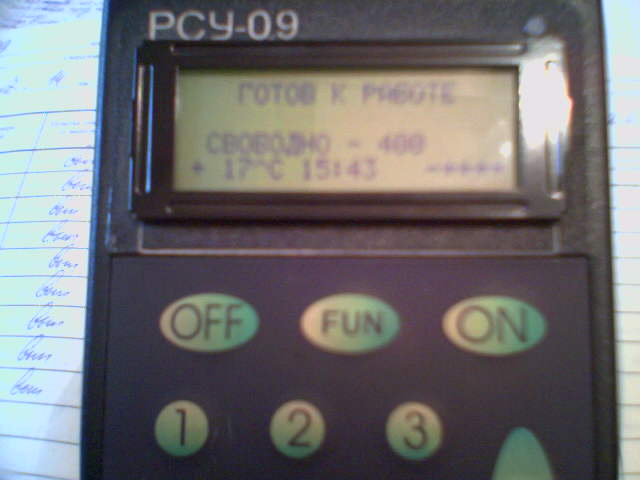 РСУ-09
ГОТОВ К РАБОТЕ
СВОБОДНО - 400
+ 17°C 15:43 -++++
OFF FUN ON
1 2 3